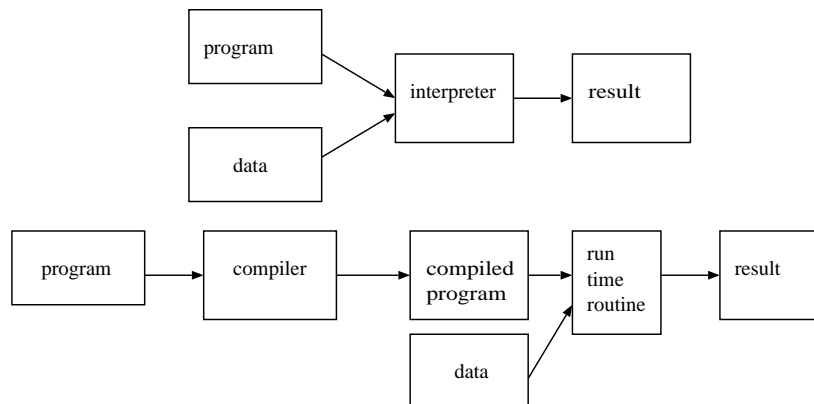 program
interpreter
result
data
program
compiler
compiled
program
run
time
routine
result
data